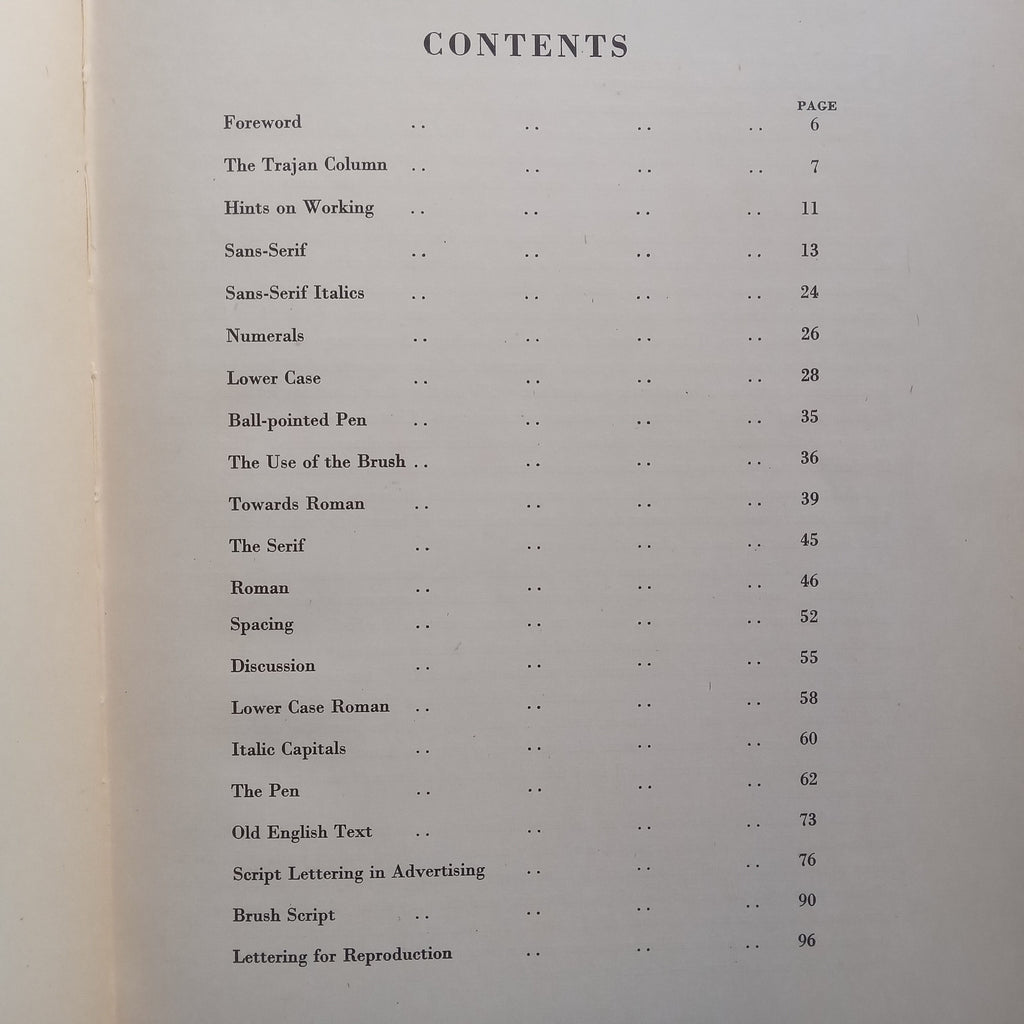 CONTENTS
PAGE
Foreword .. .. .. .. 6
The Trajan Column .. .. .. .. 7
Hints on Working .. .. .. .. 11
Sans-Serif .. .. .. .. 13
Sans-Serif Italics .. .. .. .. 24
Numerals .. .. .. .. 26
Lower Case .. .. .. .. 28
Ball-pointed Pen .. .. .. .. 35
The Use of the Brush .. .. .. .. 36
Towards Roman .. .. .. .. 39
The Serif .. .. .. .. 45
Roman .. .. .. .. 46
Spacing .. .. .. .. 52
Discussion .. .. .. .. 55
Lower Case Roman .. .. .. .. 58
Italic Capitals .. .. .. .. 60
The Pen .. .. .. .. 62
Old English Text .. .. .. .. 73
Script Lettering in Advertising .. .. .. 76
Brush Script .. .. .. .. 90
Lettering for Reproduction .. .. .. 96